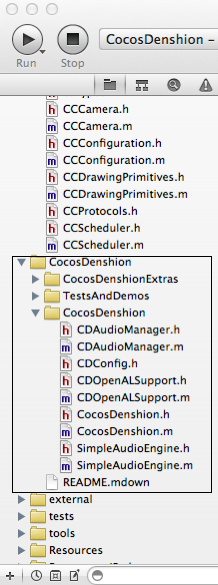 Run
Stop
CocosDenshion –
CCCamera.h
CCCamera.m
CCConfiguration.h
CCConfiguration.m
CCDrawingPrimitives.h
CCDrawingPrimitives.m
CCProtocols.h
CCScheduler.h
CCScheduler.m
CocosDenshion
CocosDenshionExtras
TestsAndDemos
CocosDenshion
CDAudioManager.h
CDAudioManager.m
CDConfig.h
CDOpenALSupport.h
CDOpenALSupport.m
CocosDenshion.h
CocosDenshion.m
SimpleAudioEngine.h
SimpleAudioEngine.m
README.mdown
external
tests
tools
Resources